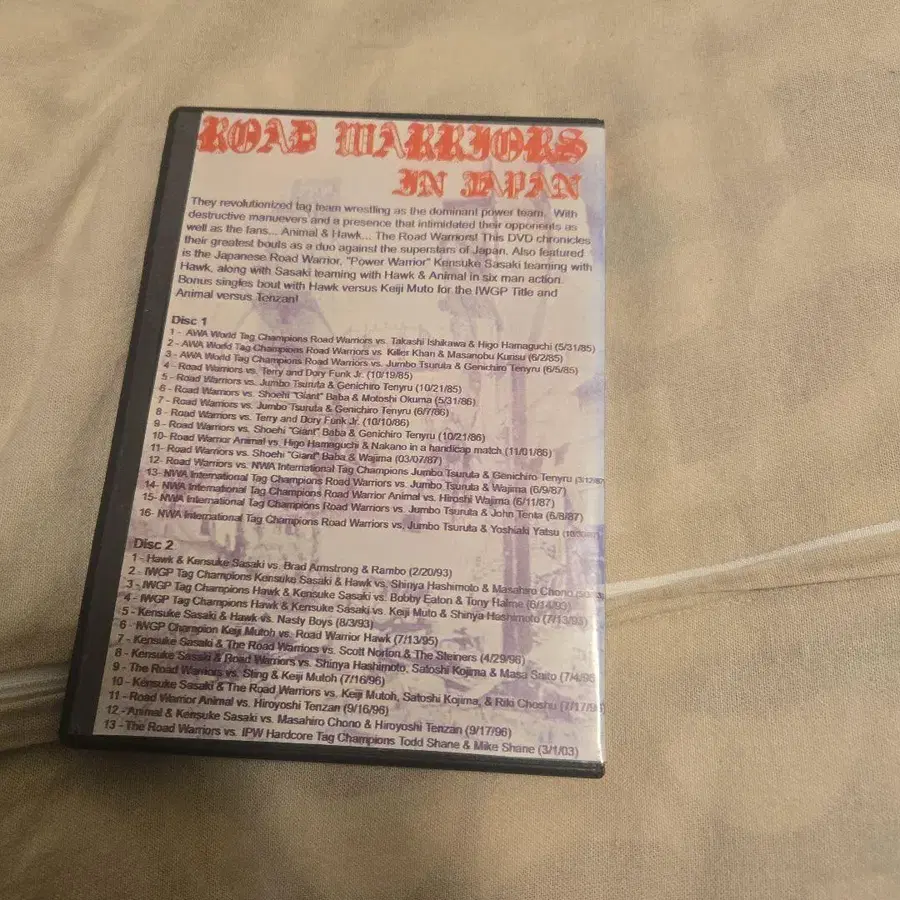 ROAD WARRIORS
IN JAPAN
They revolutionized tag team wrestling as the dominant power team. With
destructive manuevers and a presence that intimidated their opponents as
well as the fans... Animal & Hawk... The Road Warriors! This DVD chronicles
their greatest bouts as a duo against the superstars of Japan. Also featured
is the Japanese Road Warrior, "Power Warrior" Kensuke Sasaki teaming with
Hawk, along with Sasaki teaming with Hawk & Animal in six man action.
Bonus singles bout with Hawk versus Keiji Muto for the IWGP Title and
Animal versus Tenzan!
Disc 1
1 - AWA World Tag Champions Road Warriors vs. Takashi Ishikawa & Higo Hamaguchi (5/31/85)
2 - AWA World Tag Champions Road Warriors vs. Killer Khan & Masanobu Kurisu (6/2/85)
3 - AWA World Tag Champions Road Warriors vs. Jumbo Tsuruta & Genichiro Tenyru (6/5/85)
4 - Road Warriors vs. Terry and Dory Funk Jr. (10/19/85)
5 - Road Warriors vs. Jumbo Tsuruta & Genichiro Tenyru (10/21/85)
6 - Road Warriors vs. Shoehi "Giant" Baba & Motoshi Okuma (5/31/86)
7 - Road Warriors vs. Jumbo Tsuruta & Genichiro Tenyru (6/7/86)
8 - Road Warriors vs. Terry and Dory Funk Jr. (10/10/86)
9 - Road Warriors vs. Shoehi "Giant" Baba & Genichiro Tenyru (10/21/86)
10- Road Warrior Animal vs. Higo Hamaguchi & Nakano in a handicap match (11/01/86)
11- Road Warriors vs. Shoehi "Giant" Baba & Wajima (03/07/87)
12- Road Warriors vs. NWA International Tag Champions Jumbo Tsuruta & Genichiro Tenyru (3/12/87)
13- NWA International Tag Champions Road Warriors vs. Jumbo Tsuruta & Wajima (6/9/87)
14- NWA International Tag Champions Road Warrior Animal vs. Hiroshi Wajima (6/11/87)
15- NWA International Tag Champions Road Warriors vs. Jumbo Tsuruta & John Tenta (6/8/87)
16- NWA International Tag Champions Road Warriors vs. Jumbo Tsuruta & Yoshiaki Yatsu
Disc 2
1 - Hawk & Kensuke Sasaki vs. Brad Armstrong & Rambo (2/20/93)
2 - IWGP Tag Champions Kensuke Sasaki & Hawk vs. Shinya Hashimoto & Masahiro Chono
3 - IWGP Tag Champions Hawk & Kensuke Sasaki vs. Bobby Eaton & Tony Halme (6/14/93)
4 - IWGP Tag Champions Hawk & Kensuke Sasaki vs. Keiji Muto & Shinya Hashimoto (7/13/93)
5 - Kensuke Sasaki & Hawk vs. Nasty Boys (8/3/93)
6 - IWGP Champion Keiji Mutoh vs. Road Warrior Hawk (7/13/95)
7 - Kensuke Sasaki & The Road Warriors vs. Scott Norton & The Steiners (4/29/96)
8 - Kensuke Sasaki & Road Warriors vs. Shinya Hashimoto, Satoshi Kojima & Masa Saito
9 - The Road Warriors vs. Sting & Keiji Mutoh (7/16/96)
10 - Kensuke Sasaki & The Road Warriors vs. Keiji Mutoh, Satoshi Kojima, & Riki Choshu
11 - Road Warrior Animal vs. Hiroyoshi Tenzan (9/16/96)
12 - Animal & Kensuke Sasaki vs. Masahiro Chono & Hiroyoshi Tenzan (9/17/96)
13 - The Road Warriors vs. IPW Hardcore Tag Champions Todd Shane & Mike Shane (3/1/03)